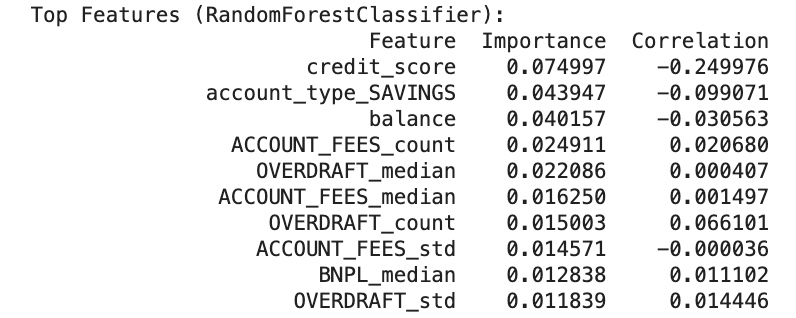 Top Features (RandomForestClassifier):
Feature Importance Correlation
credit_score 0.074997 -0.249976
account_type_SAVINGS 0.043947 -0.099071
balance 0.040157 -0.030563
ACCOUNT_FEES_count 0.024911 0.020680
OVERDRAFT_median 0.022086 0.000407
ACCOUNT_FEES_median 0.016250 0.001497
OVERDRAFT_count 0.015003 0.066101
ACCOUNT_FEES_std 0.014571 -0.000036
BNPL_median 0.012838 0.011102
OVERDRAFT_std 0.011839 0.014446